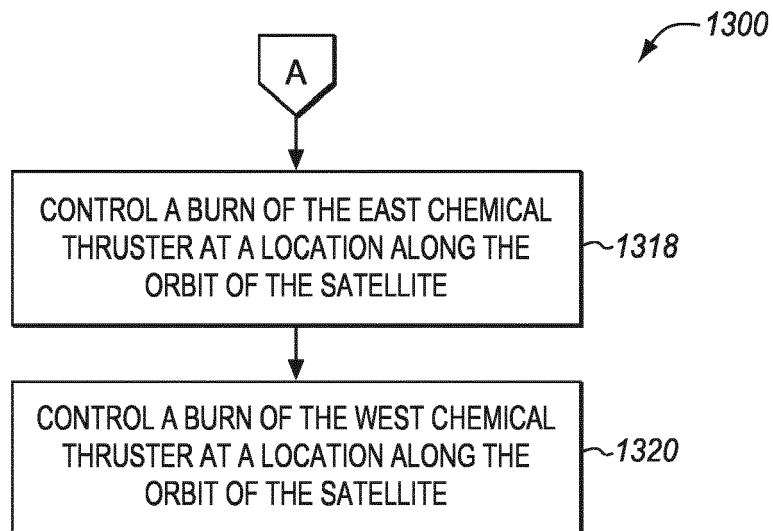 1300
A
CONTROL A BURN OF THE EAST CHEMICAL
THRUSTER AT A LOCATION ALONG THE
ORBIT OF THE SATELLITE
1318
CONTROL A BURN OF THE WEST CHEMICAL
THRUSTER AT A LOCATION ALONG THE
ORBIT OF THE SATELLITE
1320